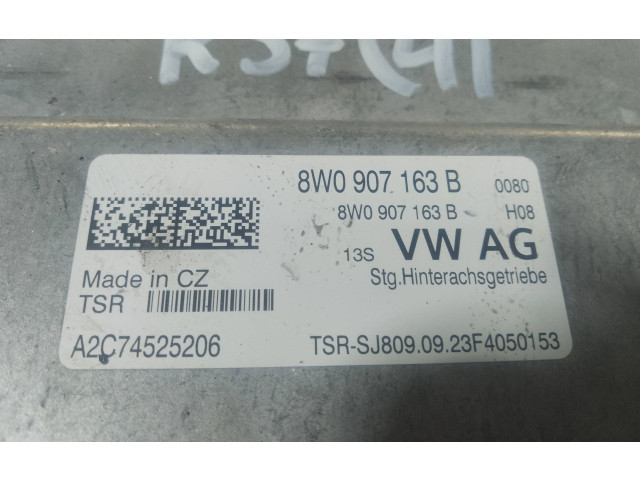 8W0 907 163 B 0080
8W0 907 163 B H08
13S VW AG
Stg.Hinterachsgetriebe
Made in CZ
TSR
A2C74525206 TSR-SJ809.09.23F4050153